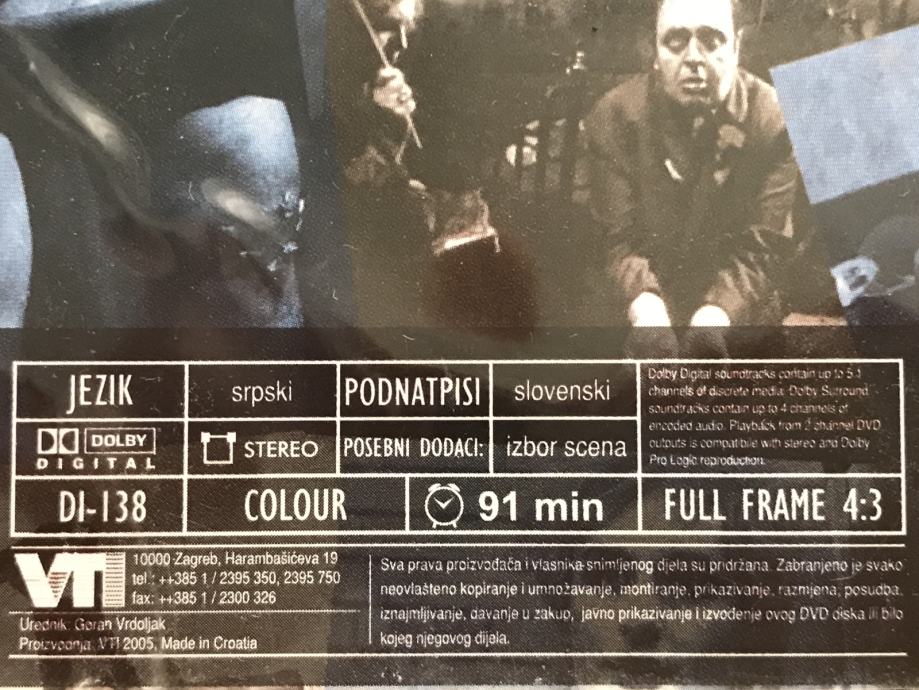 JEZIK
srpski
PODNATPISI
slovenski
Dolby Digital soundtracks contain up to 5.1
channels of discrete media. Dolby Surround
soundtracks contain up to 4 channels of
encoded audio. Playback from 2 channel DVD
outputs is compatibile with stereo and Dolby
Pro Logic reproduction.
DOLBY
DIGITAL
STEREO
POSEBNI DODACI:
izbor scena
DI-138
COLOUR
91 min
FULL FRAME 4:3
VTI
10000 Zagreb, Harambašićeva 19
tel.: ++385 1 / 2395 350, 2395 750
fax: ++385 1 / 2300 326
Urednik: Goran Vrdoljak
Proizvodnja: VTI 2005, Made in Croatia
Sva prava proizvođača i vlasnika snimljenog djela su pridržana. Zabranjeno je svako
neovlašteno kopiranje i umnožavanje, montiranje, prikazivanje, razmjena, posudba,
iznajmljivanje, davanje u zakup, javno prikazivanje i izvođenje ovog DVD diska ili bilo
kojeg njegovog dijela.